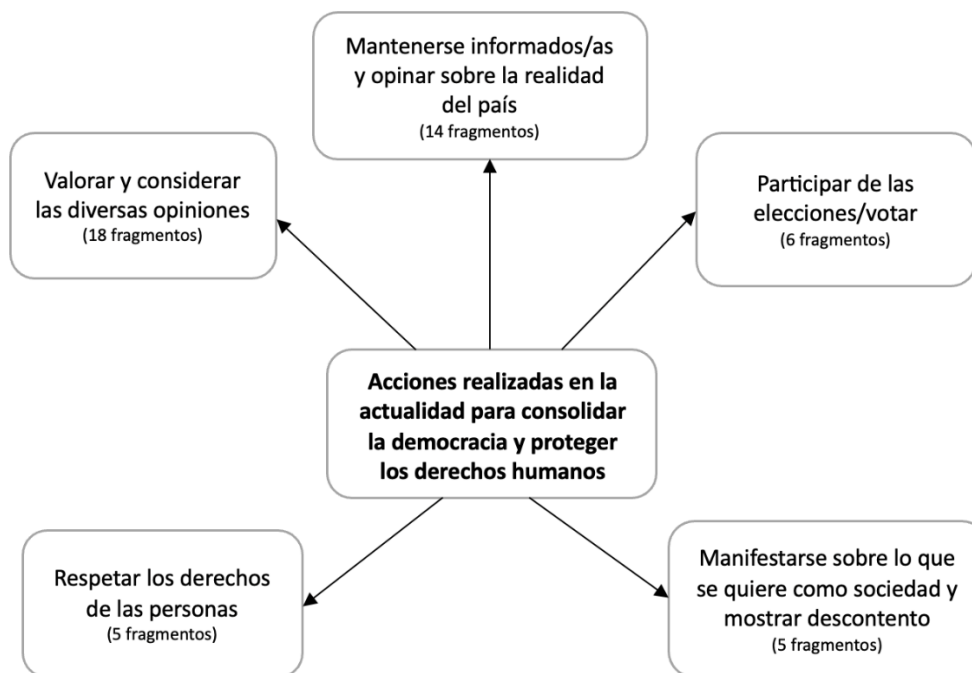 Mantenerse informados/as
y opinar sobre la realidad
del país
(14 fragmentos)
Valorar y considerar
las diversas opiniones
(18 fragmentos)
Participar de las
elecciones/votar
(6 fragmentos)
Acciones realizadas en la
actualidad para consolidar
la democracia y proteger
los derechos humanos
Respetar los derechos
de las personas
(5 fragmentos)
Manifestarse sobre lo que
se quiere como sociedad y
mostrar descontento
(5 fragmentos)